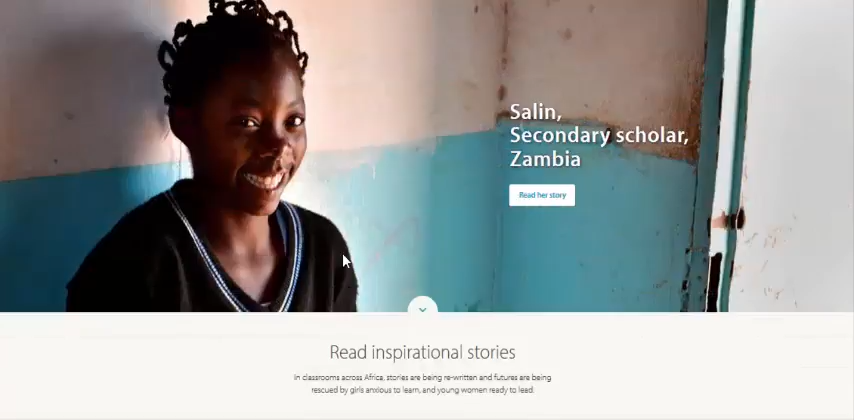 Salin,
Secondary scholar,
Zambia
Read her story
Read inspirational stories
In classrooms across Africa, stories are being re-written and futures are being
rescued by girls anxious to learn, and young women ready to lead.